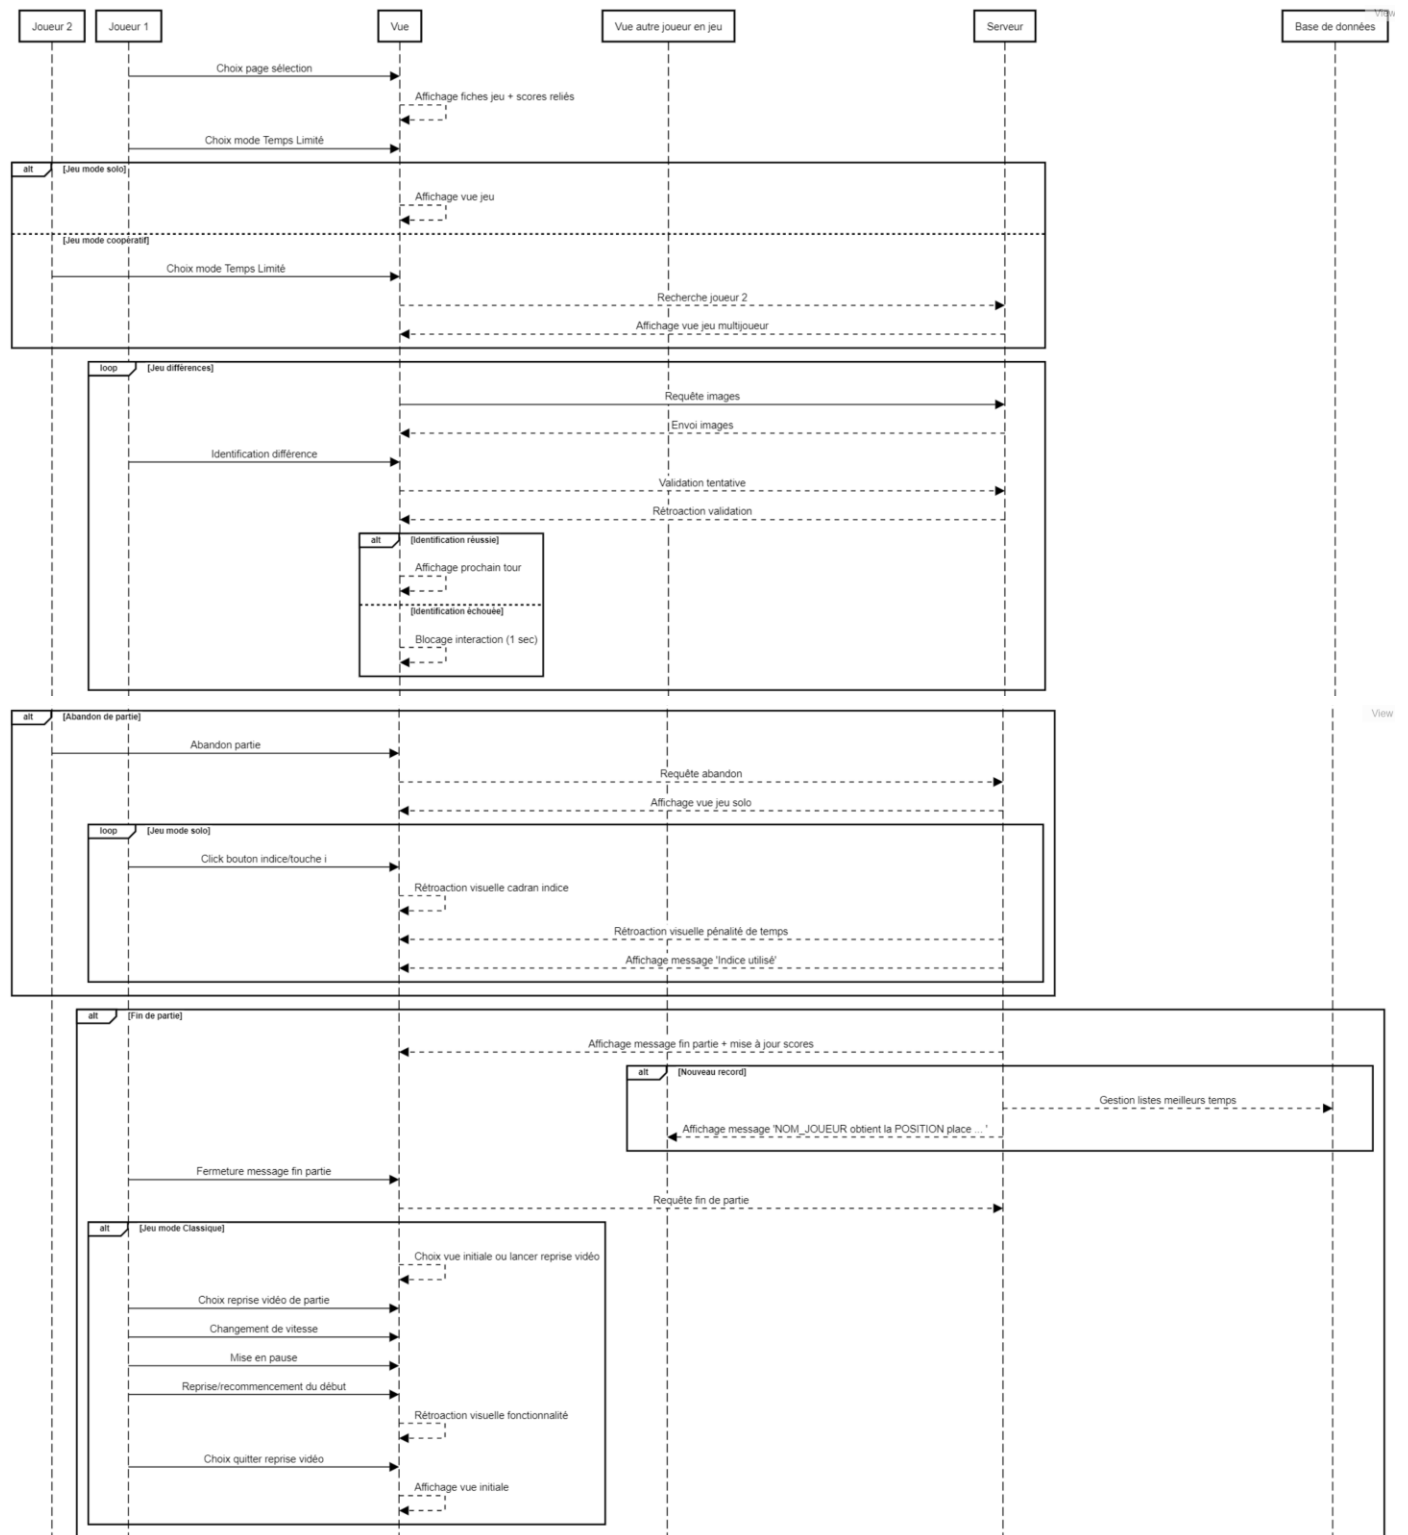 Joueur 2
Joueur 1
Vue
Vue autre joueur en jeu
Serveur
Base de données
View
Choix page sélection
Affichage fiches jeu + scores reliés
Choix mode Temps Limité
alt
[Jeu mode solo]
Affichage vue jeu
[Jeu mode coopératif]
Choix mode Temps Limité
Recherche joueur 2
Affichage vue jeu multijoueur
loop
[Jeu différences]
Requête images
Envoi images
Identification différence
Validation tentative
Rétroaction validation
alt
[Identification réussie]
Affichage prochain tour
[Identification échouée]
Blocage interaction (1 sec)
alt
[Abandon de partie]
View
Abandon partie
Requête abandon
Affichage vue jeu solo
loop
[Jeu mode solo]
Click bouton indice/touche i
Rétroaction visuelle cadran indice
Rétroaction visuelle pénalité de temps
Affichage message 'Indice utilisé'
alt
[Fin de partie]
Affichage message fin partie + mise à jour scores
alt
[Nouveau record]
Gestion listes meilleurs temps
Affichage message 'NOM_JOUEUR obtient la POSITION place ... '
Fermeture message fin partie
Requête fin de partie
alt
[Jeu mode Classique]
Choix vue initiale ou lancer reprise vidéo
Choix reprise vidéo de partie
Changement de vitesse
Mise en pause
Reprise/recommencement du début
Rétroaction visuelle fonctionnalité
Choix quitter reprise vidéo
Affichage vue initiale